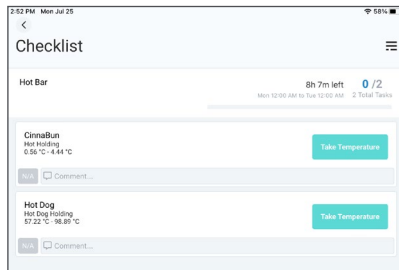 2:52 PM Mon Jul 25
58%
Checklist
Hot Bar
8h 7m left
0 /2
Mon 12:00 AM to Tue 12:00 AM
2 Total Tasks
CinnaBun
Hot Holding
0.56 °C - 4.44 °C
Take Temperature
N/A
Comment...
Hot Dog
Hot Dog Holding
57.22 °C - 98.89 °C
Take Temperature
N/A
Comment...